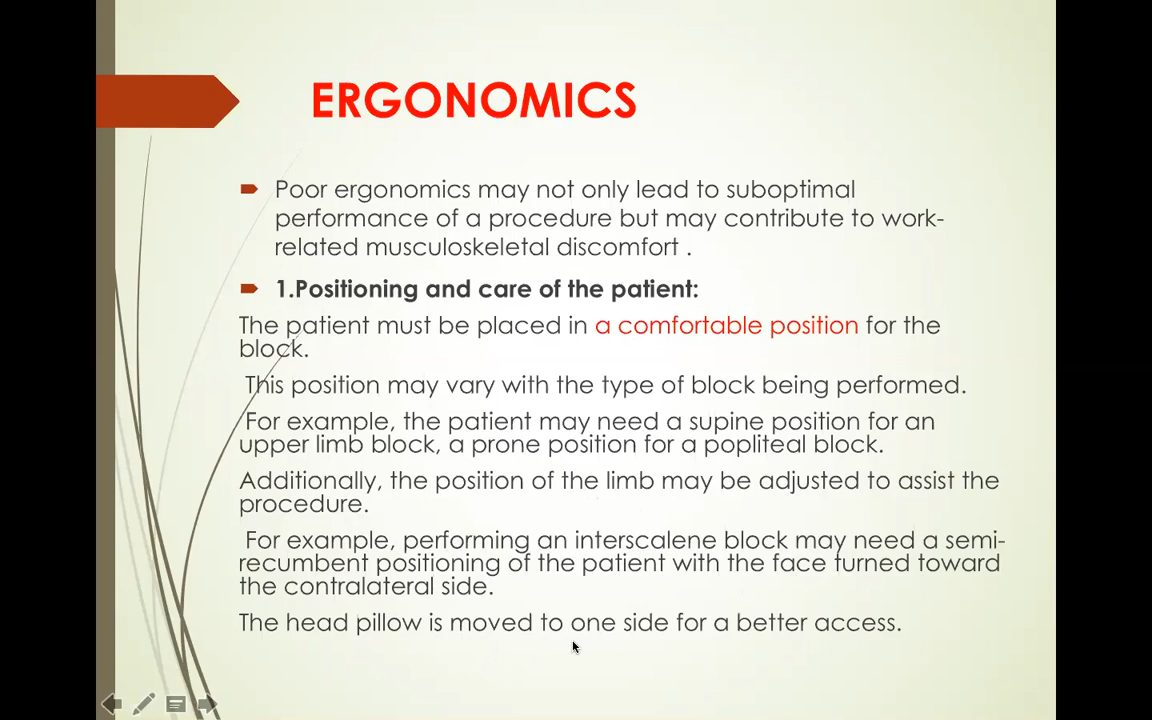 ERGONOMICS
Poor ergonomics may not only lead to suboptimal
performance of a procedure but may contribute to work-
related musculoskeletal discomfort .
1.Positioning and care of the patient:
The patient must be placed in a comfortable position for the
block.
This position may vary with the type of block being performed.
For example, the patient may need a supine position for an
upper limb block, a prone position for a popliteal block.
Additionally, the position of the limb may be adjusted to assist the
procedure.
For example, performing an interscalene block may need a semi-
recumbent positioning of the patient with the face turned toward
the contralateral side.
The head pillow is moved to one side for a better access.